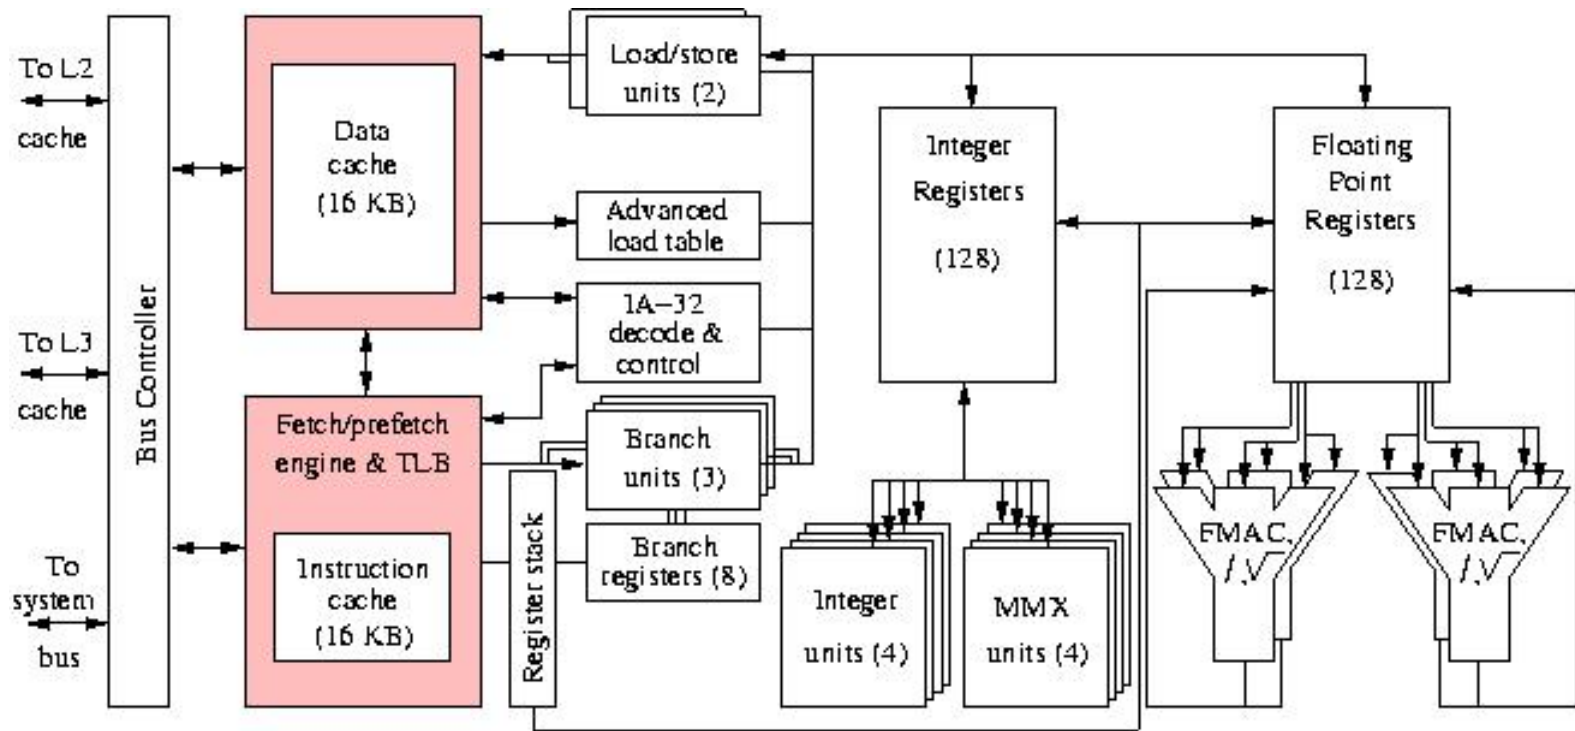 To L2
cache
To L3
cache
To
system
bus
Bus Controller
Data
cache
(16 KB)
Fetch/prefetch
engine & TLB
Instruction
cache
(16 KB)
Load/store
units (2)
Advanced
load table
IA-32
decode &
control
Branch
units (3)
Branch
registers (8)
Register stack
Integer
Registers
(128)
Integer
units (4)
MMX
units (4)
Floating
Point
Registers
(128)
FMAC,
/,√
FMAC,
/,√